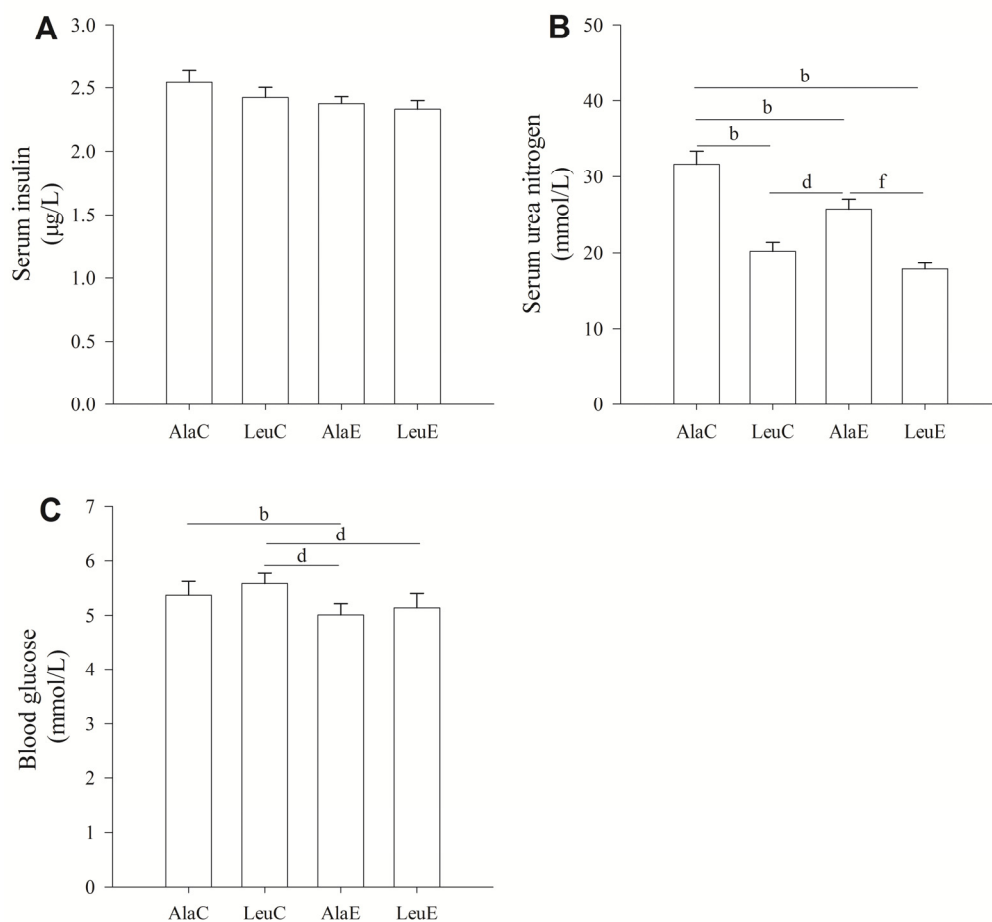 A
Serum insulin
(µg/L)
3.0
2.5
2.0
1.5
1.0
0.5
0.0
AlaC LeuC AlaE LeuE
B
Serum urea nitrogen
(mmol/L)
50
40
30
20
10
0
b
b
b
d f
AlaC LeuC AlaE LeuE
C
Blood glucose
(mmol/L)
7
6
5
4
3
2
1
0
b
d
d
AlaC LeuC AlaE LeuE